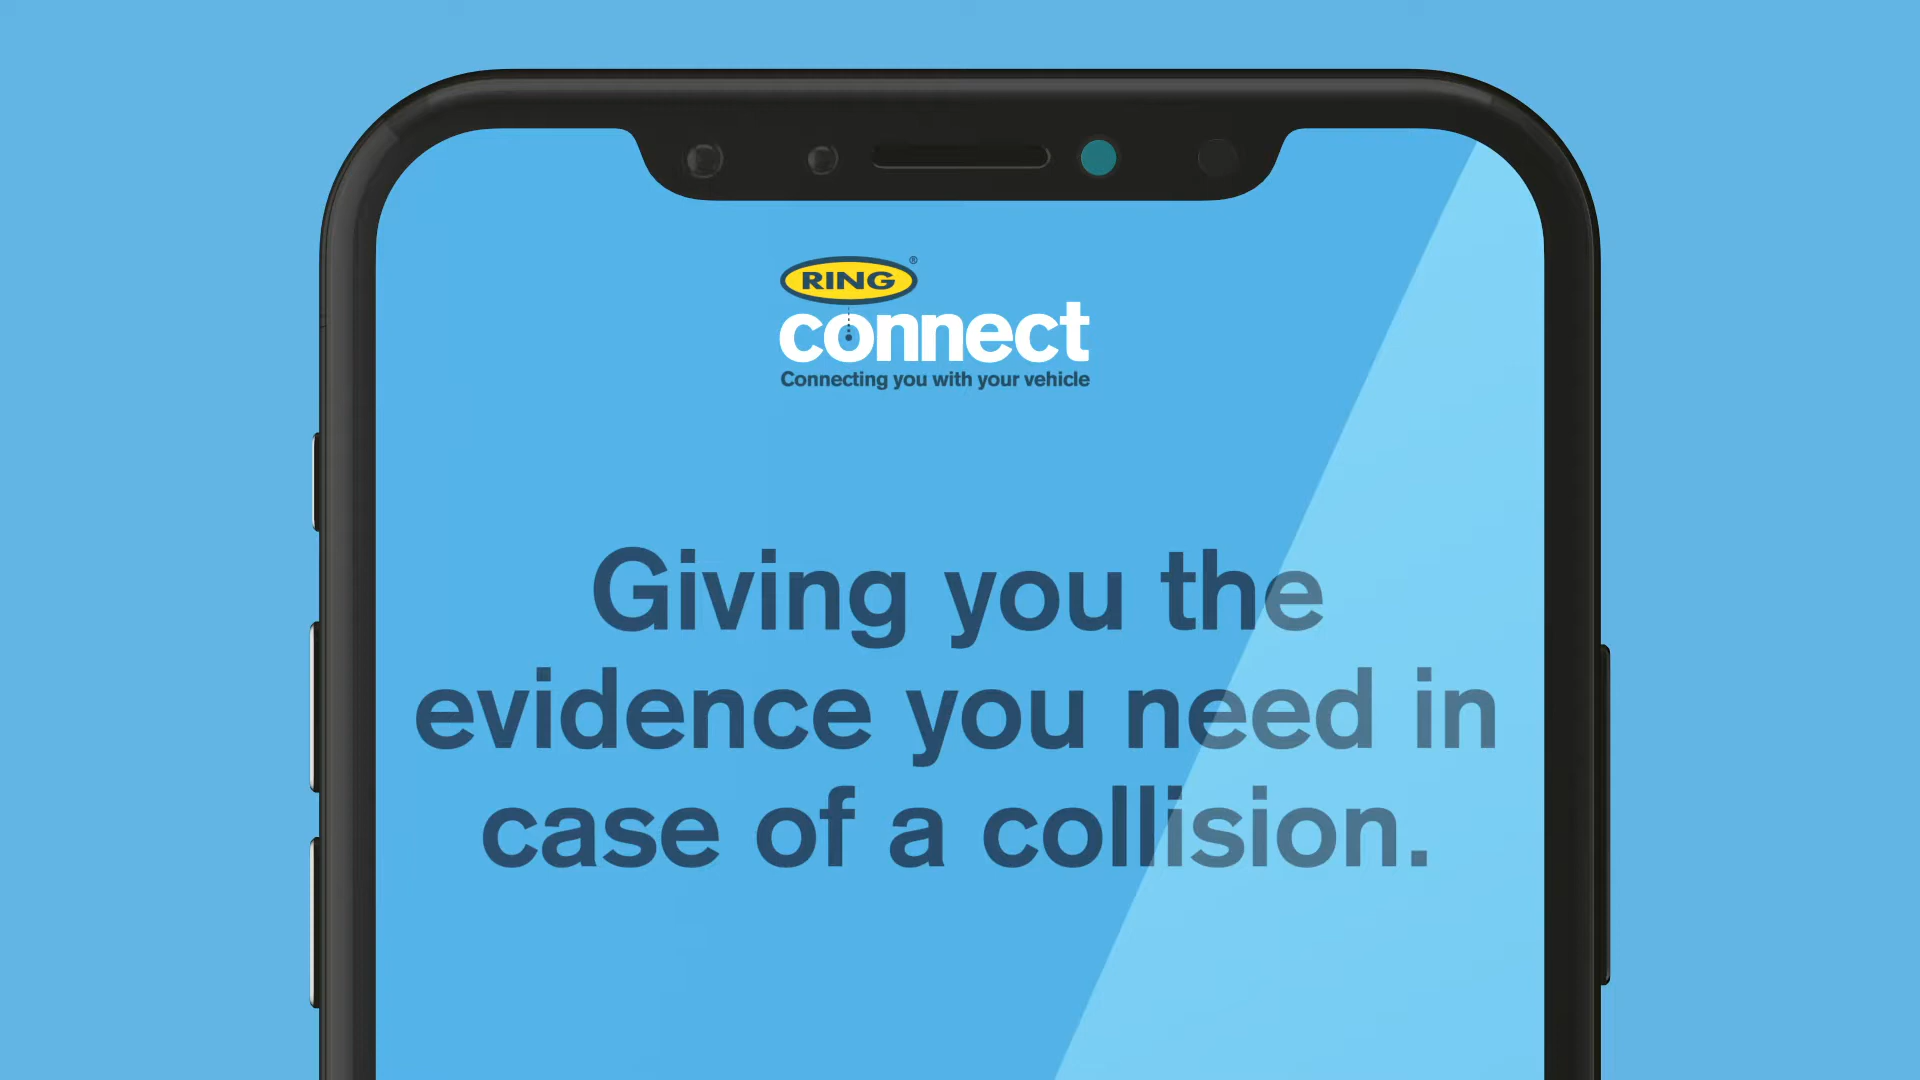 RING®
connect
Connecting you with your vehicle
Giving you the
evidence you need in
case of a collision.